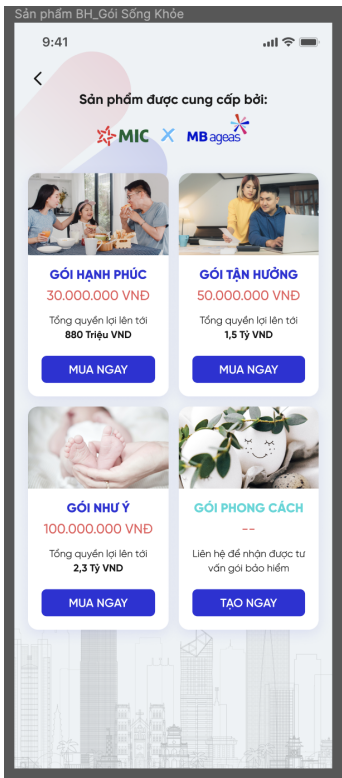 Sản phẩm BH_Gói Sống Khỏe
9:41
Sản phẩm được cung cấp bởi:
MIC X MB ageas
GÓI HẠNH PHÚC
30.000.000 VNĐ
Tổng quyền lợi lên tới
880 Triệu VND
MUA NGAY
GÓI TẬN HƯỞNG
50.000.000 VNĐ
Tổng quyền lợi lên tới
1,5 Tỷ VND
MUA NGAY
GÓI NHƯ Ý
100.000.000 VNĐ
Tổng quyền lợi lên tới
2,3 Tỷ VND
MUA NGAY
GÓI PHONG CÁCH
--
Liên hệ để nhận được tư
vấn gói bảo hiểm
TẠO NGAY